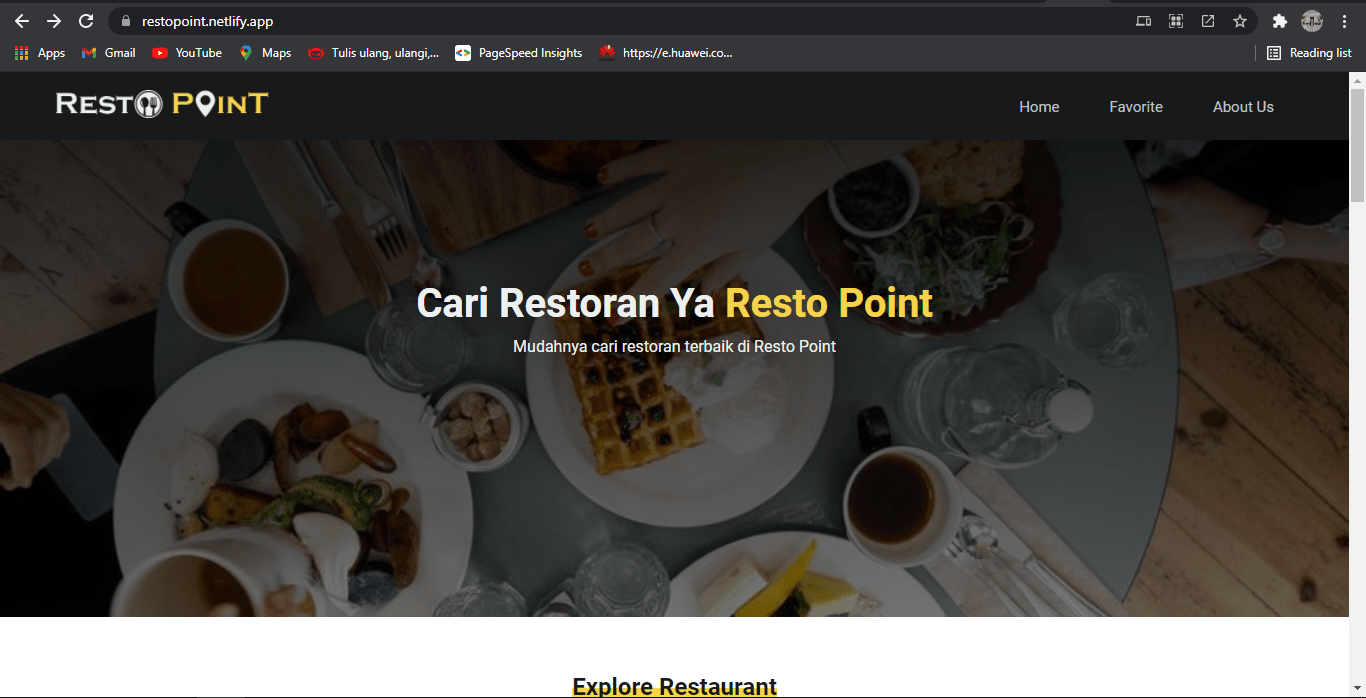 restopoint.netlify.app
Apps Gmail YouTube Maps Tulis ulang, ulangi,... PageSpeed Insights https://e.huawei.co... Reading list
RESTO POINT Home Favorite About Us
Cari Restoran Ya Resto Point
Mudahnya cari restoran terbaik di Resto Point
Explore Restaurant